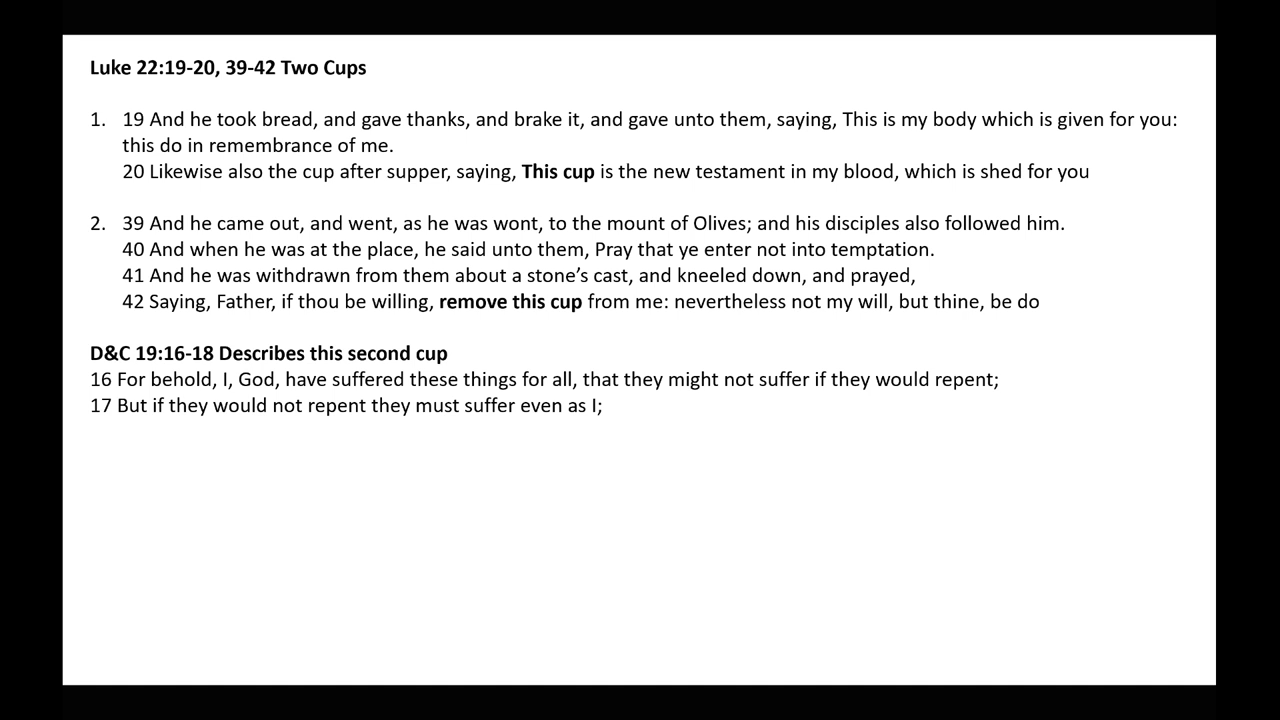 Luke 22:19-20, 39-42 Two Cups
1. 19 And he took bread, and gave thanks, and brake it, and gave unto them, saying, This is my body which is given for you:
this do in remembrance of me.
20 Likewise also the cup after supper, saying, This cup is the new testament in my blood, which is shed for you
2. 39 And he came out, and went, as he was wont, to the mount of Olives; and his disciples also followed him.
40 And when he was at the place, he said unto them, Pray that ye enter not into temptation.
41 And he was withdrawn from them about a stone’s cast, and kneeled down, and prayed,
42 Saying, Father, if thou be willing, remove this cup from me: nevertheless not my will, but thine, be do
D&C 19:16-18 Describes this second cup
16 For behold, I, God, have suffered these things for all, that they might not suffer if they would repent;
17 But if they would not repent they must suffer even as I;